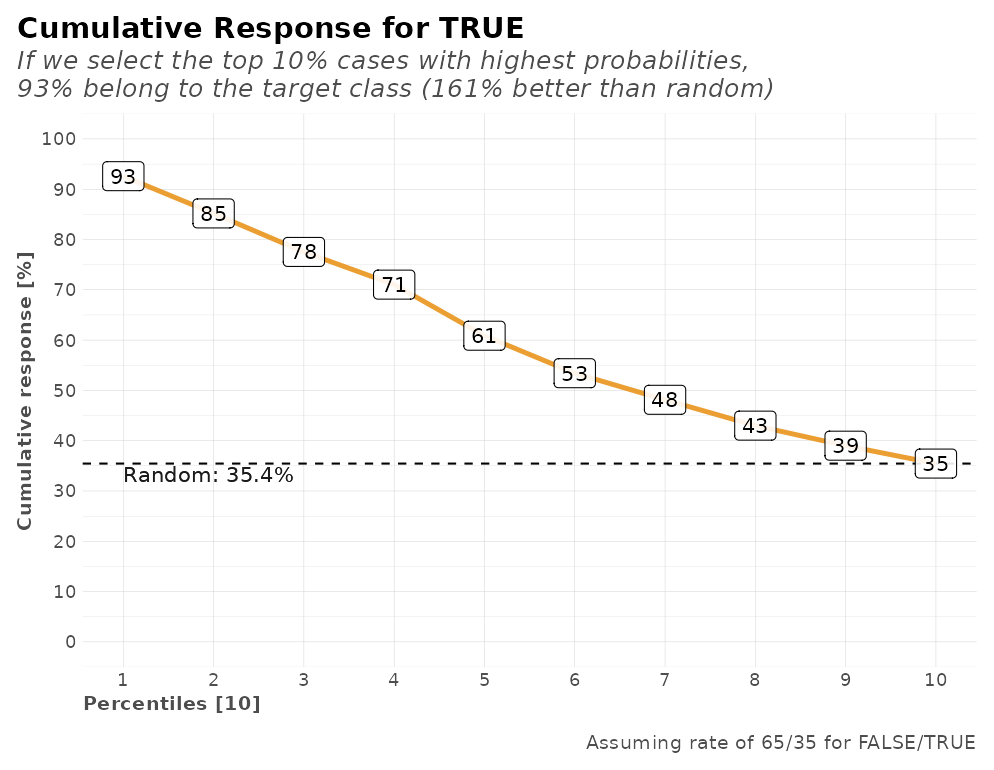 Cumulative Response for TRUE
If we select the top 10% cases with highest probabilities,
93% belong to the target class (161% better than random)
Cumulative response [%]
100
90
80
70
60
50
40
30
20
10
0
93
85
78
71
61
53
48
43
39
35
Random: 35.4%
1 2 3 4 5 6 7 8 9 10
Percentiles [10]
Assuming rate of 65/35 for FALSE/TRUE